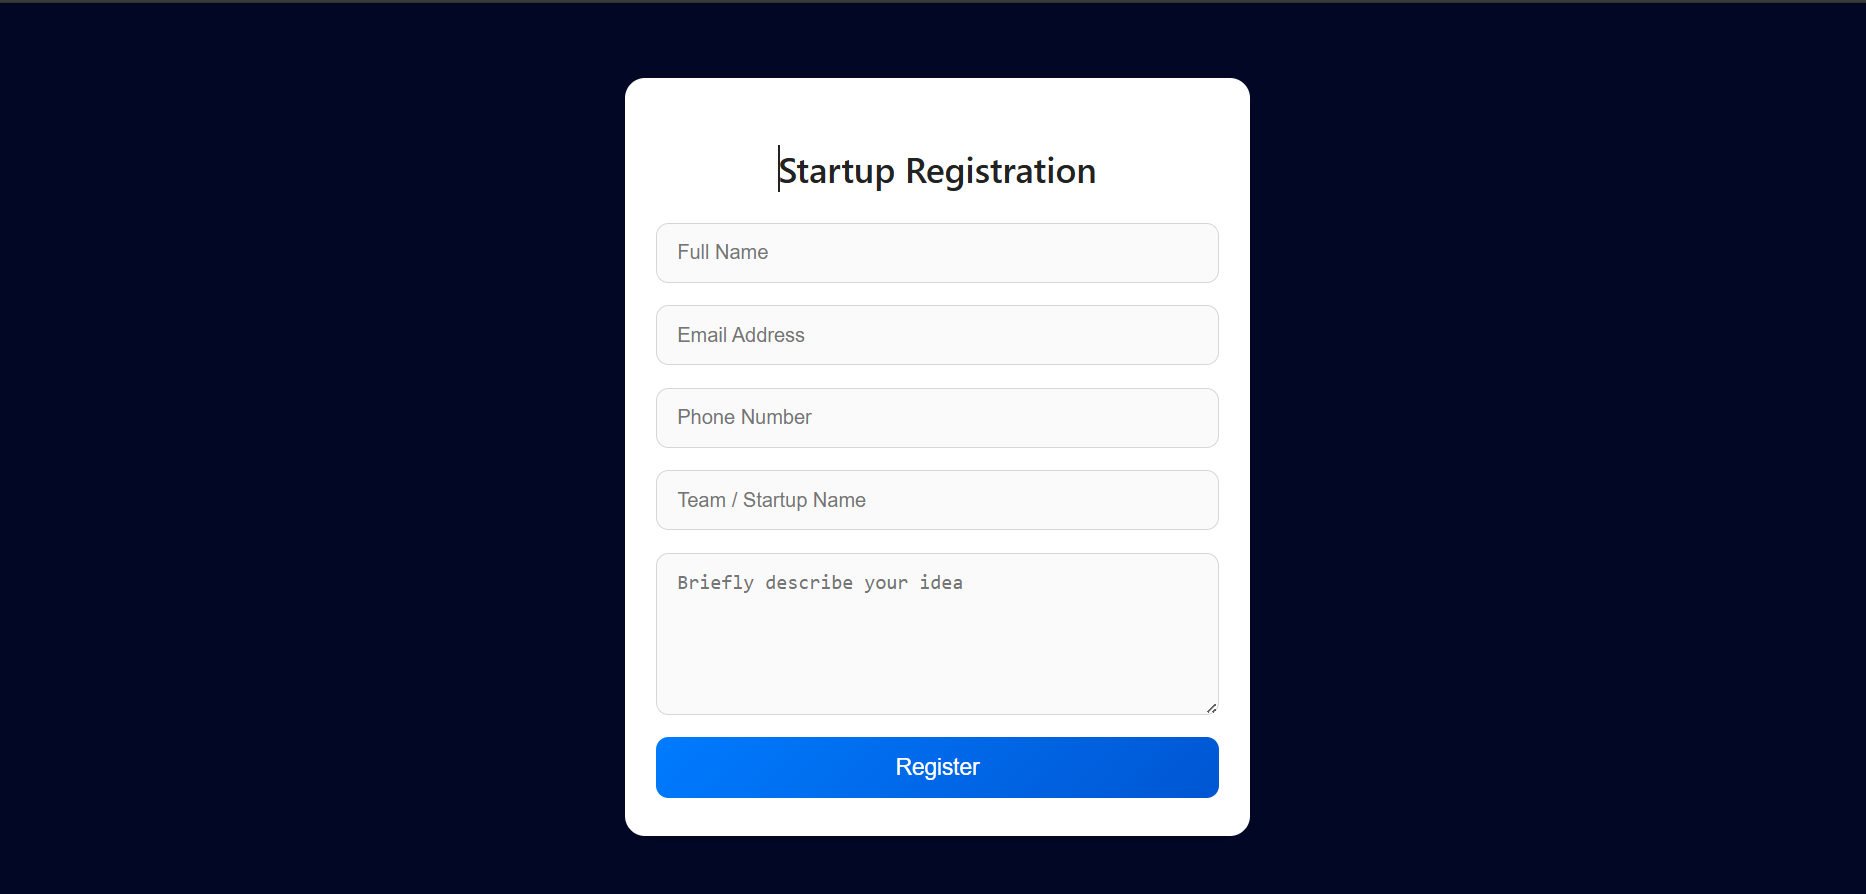 Startup Registration
Full Name
Email Address
Phone Number
Team / Startup Name
Briefly describe your idea
Register